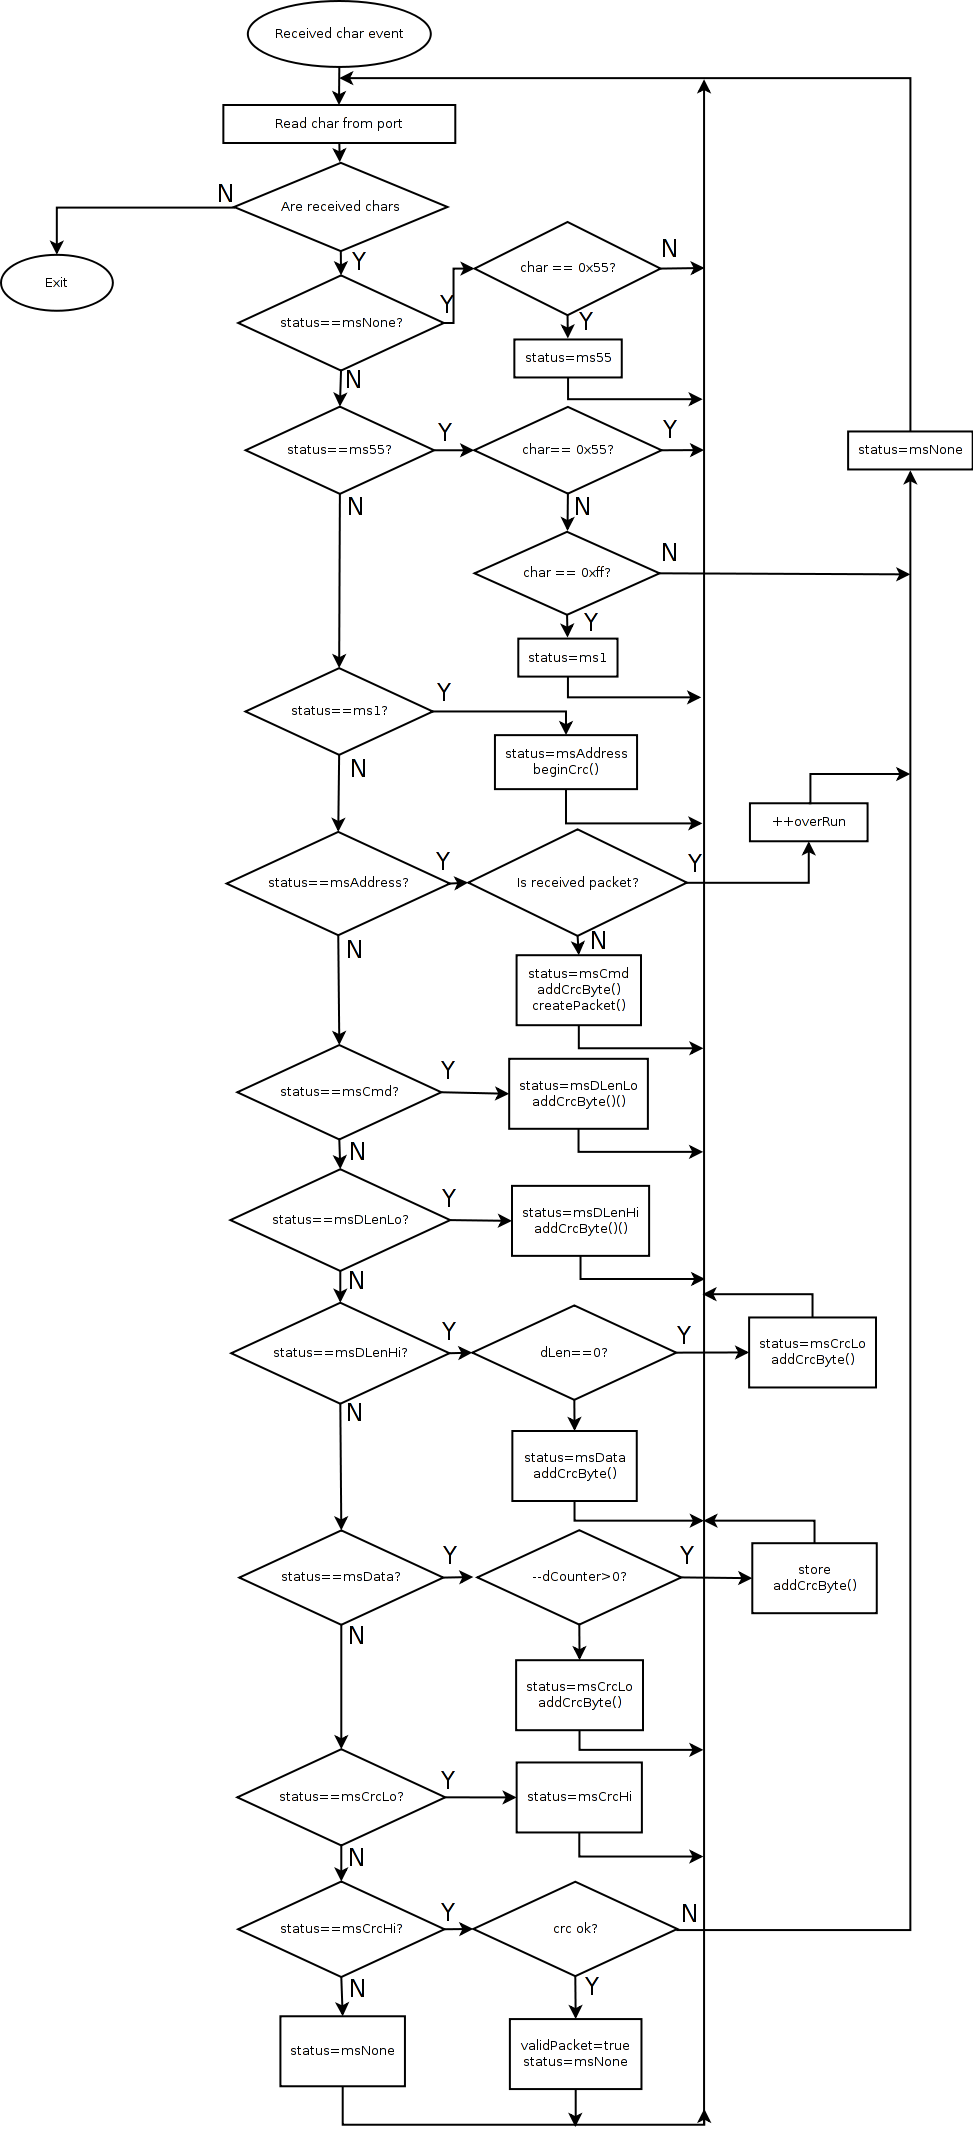 Received char event
Read char from port
N
Are received chars
Y
Exit
status==msNone?
Y
char == 0x55?
N
Y
status=ms55
N
status==ms55?
Y
char== 0x55?
Y
status=msNone
N
N
char == 0xff?
N
Y
status=ms1
status==ms1?
Y
status=msAddress
beginCrc()
N
++overRun
status==msAddress?
Y
Is received packet?
Y
N
N
status=msCmd
addCrcByte()
createPacket()
status==msCmd?
Y
status=msDLenLo
addCrcByte()()
N
status==msDLenLo?
Y
status=msDLenHi
addCrcByte()()
N
status==msDLenHi?
Y
dLen==0?
Y
status=msCrcLo
addCrcByte()
N
status=msData
addCrcByte()
status==msData?
Y
--dCounter>0?
Y
store
addCrcByte()
N
status=msCrcLo
addCrcByte()
status==msCrcLo?
Y
status=msCrcHi
N
status==msCrcHi?
Y
crc ok?
N
N
Y
status=msNone
validPacket=true
status=msNone